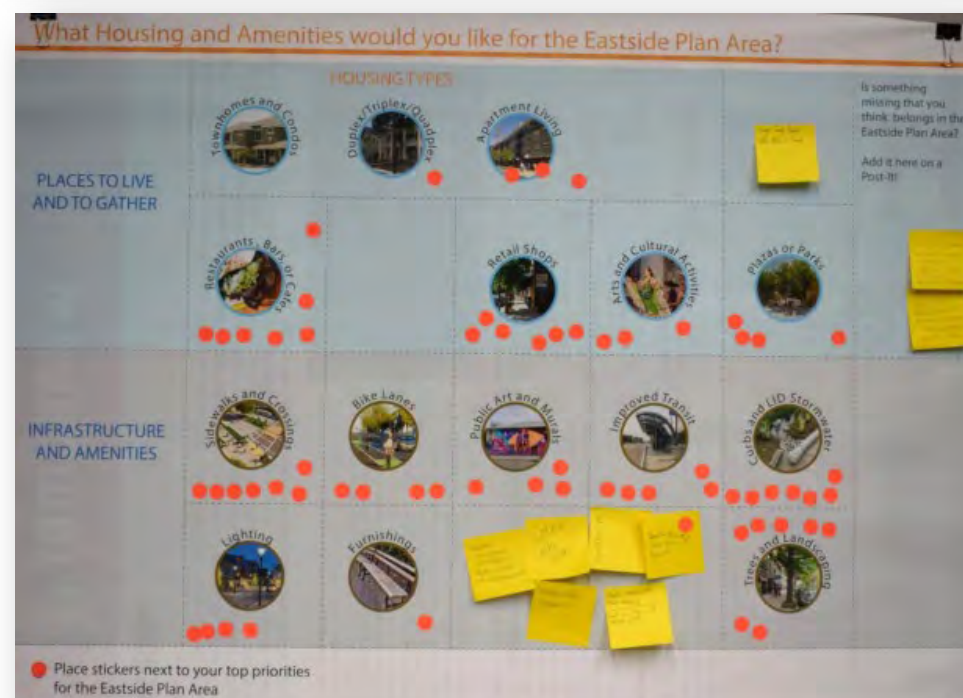 What Housing and Amenities would you like for the Eastside Plan Area?
HOUSING TYPES
PLACES TO LIVE
AND TO GATHER
Townhomes and Condos
Duplex/Triplex/Quadplex
Apartment Living
Is something
missing that you
think belongs in the
Eastside Plan Area?
Add it here on a
Post-It!
Restaurants, Bars, or Cafes
Retail Shops
Arts and Cultural Activities
Plazas or Parks
INFRASTRUCTURE
AND AMENITIES
Sidewalks and Crossings
Bike Lanes
Public Art and Murals
Improved Transit
Curbs and LID Stormwater
Lighting
Furnishings
Trees and Landscaping
Place stickers next to your top priorities
for the Eastside Plan Area